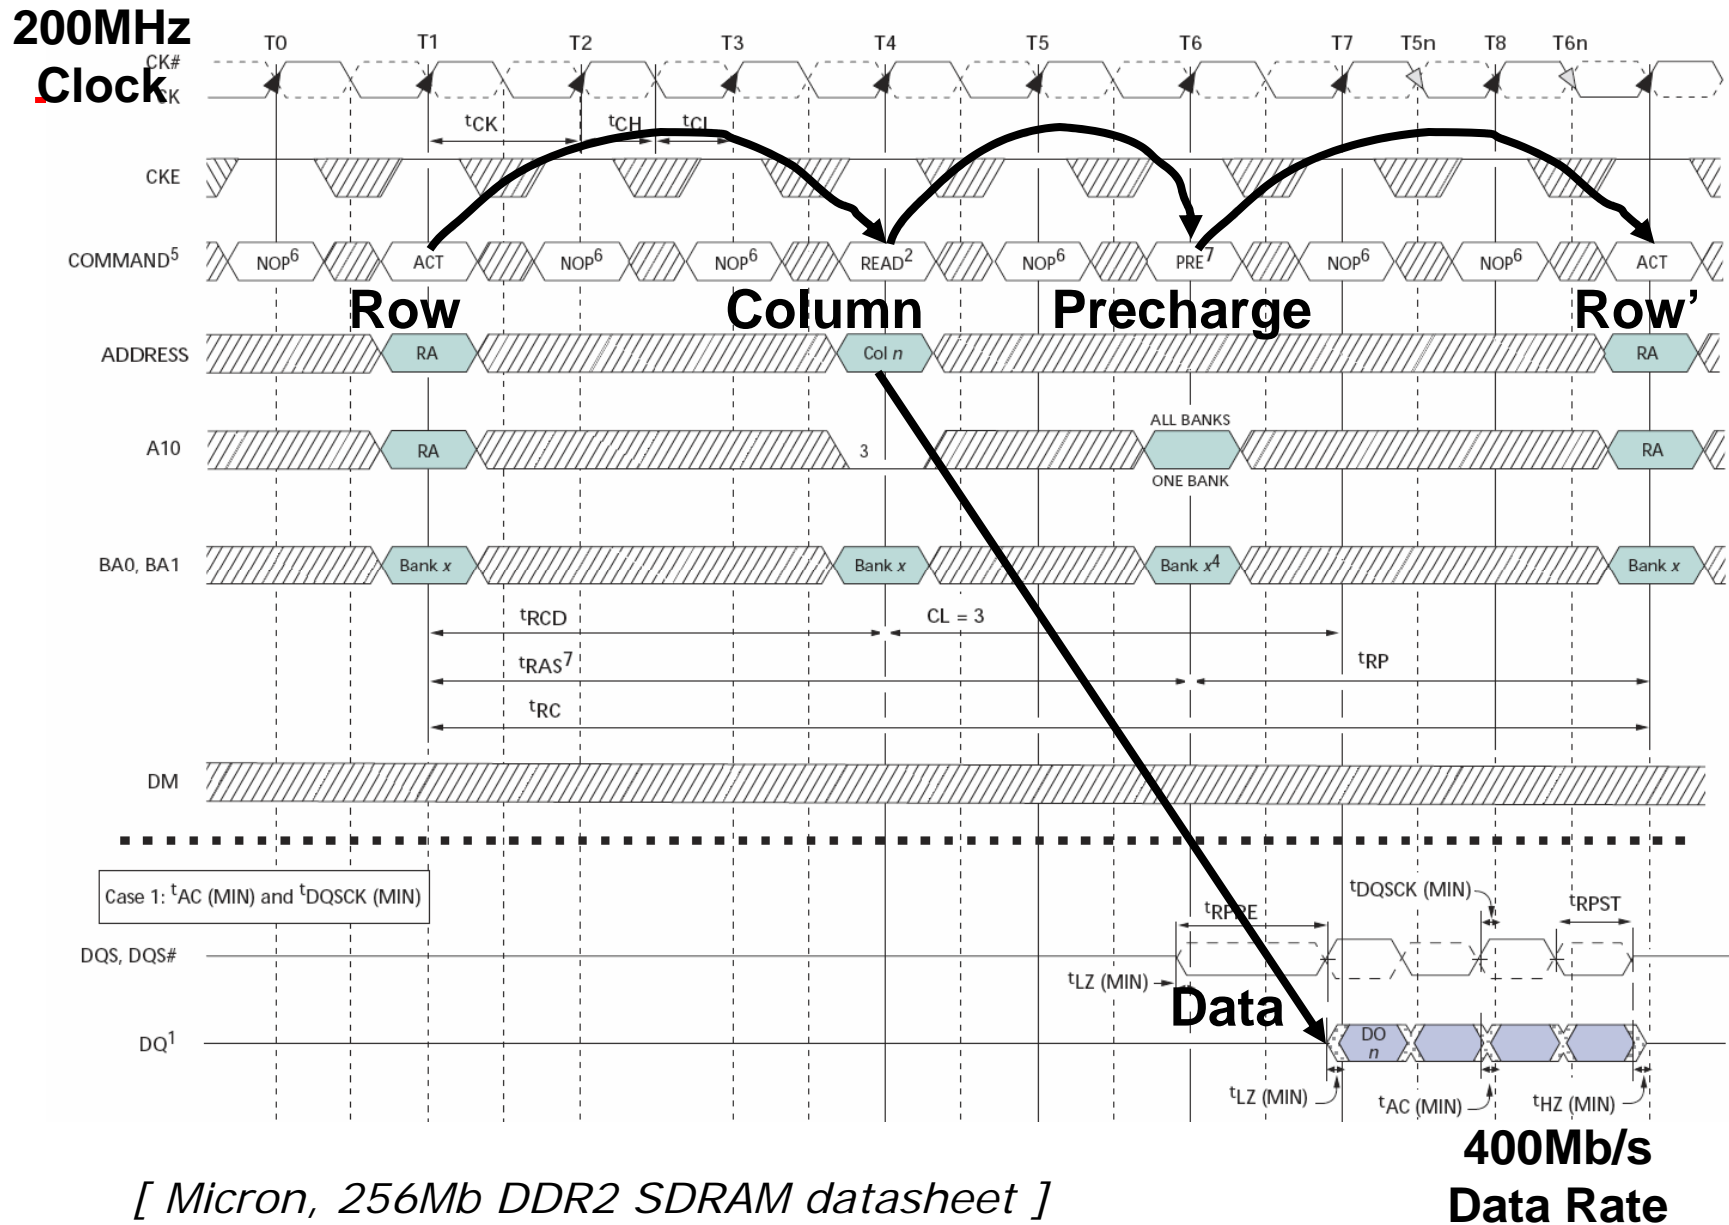 200MHz
Clock
T0 T1 T2 T3 T4 T5 T6 T7 T5n T8 T6n
CK#
CK
tCK tCH tCL
CKE
COMMAND5 NOP6 ACT NOP6 NOP6 READ2 NOP6 PRE7 NOP6 NOP6 ACT
Row Column Precharge Row’
ADDRESS RA Col n RA
ALL BANKS
A10 RA 3 RA
ONE BANK
BA0, BA1 Bank x Bank x Bank x4 Bank x
tRCD CL = 3
tRAS7 tRP
tRC
DM
Case 1: tAC (MIN) and tDQSCK (MIN)
tDQSCK (MIN)
tRPRE tRPST
DQS, DQS#
tLZ (MIN)
Data
DQ1 DO
n
tLZ (MIN) tAC (MIN) tHZ (MIN)
400Mb/s
Data Rate
[ Micron, 256Mb DDR2 SDRAM datasheet ]